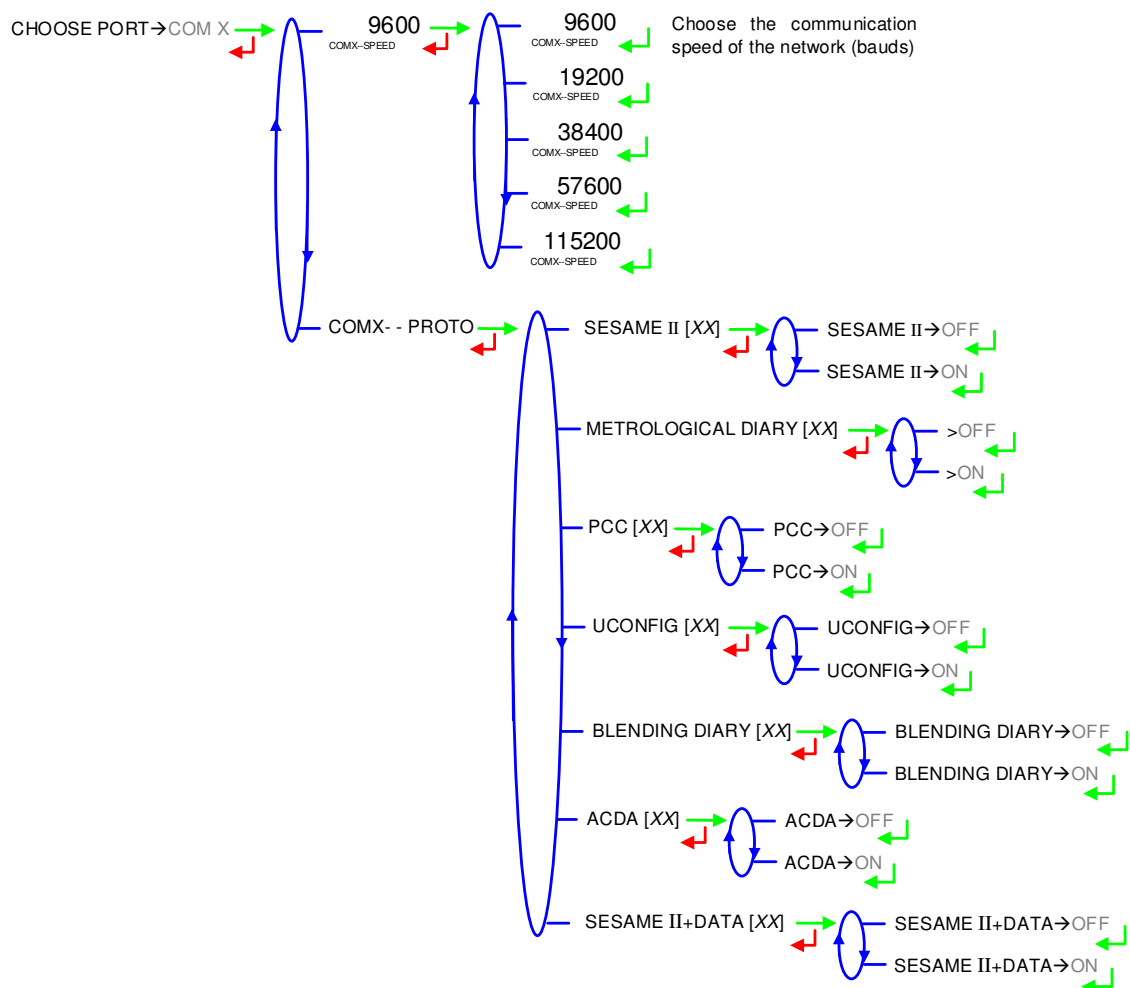 CHOOSE PORT→COM X
9600
COMX--SPEED
9600
COMX--SPEED
Choose the communication
speed of the network (bauds)
19200
COMX--SPEED
38400
COMX--SPEED
57600
COMX--SPEED
115200
COMX--SPEED
COMX- - PROTO
SESAME II [XX]
SESAME II→OFF
SESAME II→ON
METROLOGICAL DIARY [XX]
>OFF
>ON
PCC [XX]
PCC→OFF
PCC→ON
UCONFIG [XX]
UCONFIG→OFF
UCONFIG→ON
BLENDING DIARY [XX]
BLENDING DIARY→OFF
BLENDING DIARY→ON
ACDA [XX]
ACDA→OFF
ACDA→ON
SESAME II+DATA [XX]
SESAME II+DATA→OFF
SESAME II+DATA→ON